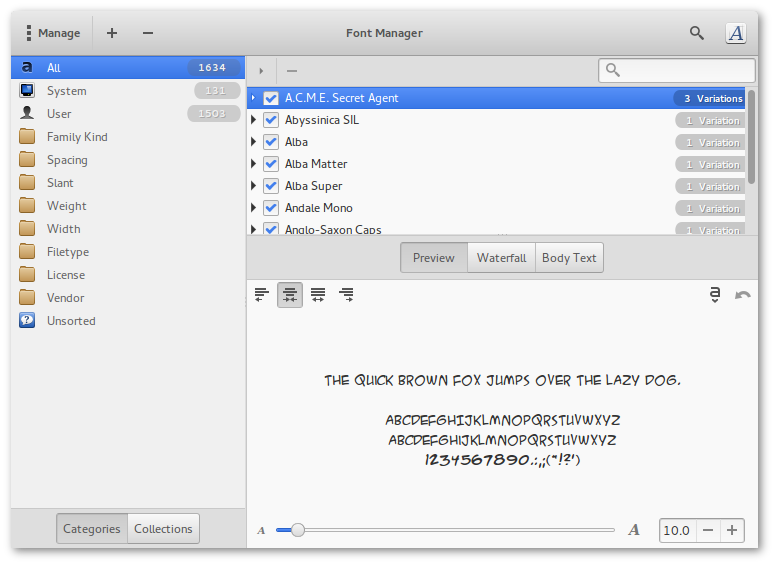 Manage
Font Manager
A
a All 1634
System 131
User 1503
Family Kind
Spacing
Slant
Weight
Width
Filetype
License
Vendor
Unsorted
Categories Collections
A.C.M.E. Secret Agent 3 Variations
Abyssinica SIL 1 Variation
Alba 1 Variation
Alba Matter 1 Variation
Alba Super 1 Variation
Andale Mono 1 Variation
Anglo-Saxon Caps 1 Variation
Preview Waterfall Body Text
a
THE QUICK BROWN FOX JUMPS OVER THE LAZY DOG.
ABCDEFGHIJKLMNOPQRSTUVWXYZ
ABCDEFGHIJKLMNOPQRSTUVWXYZ
1234567890.:,;("!?')
A A 10.0